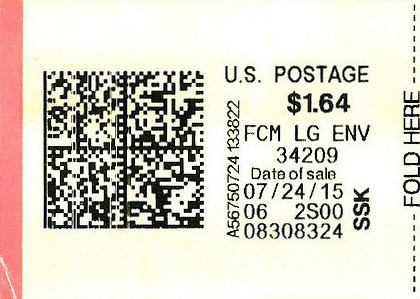 U.S. POSTAGE
$1.64
FCM LG ENV
34209
Date of sale
07/24/15
06 2S00
08308324
SSK
A56750724 133822
FOLD HERE